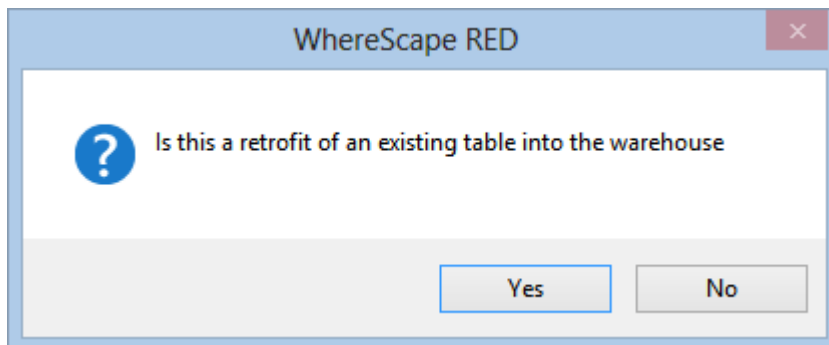 WhereScape RED
Is this a retrofit of an existing table into the warehouse
Yes
No